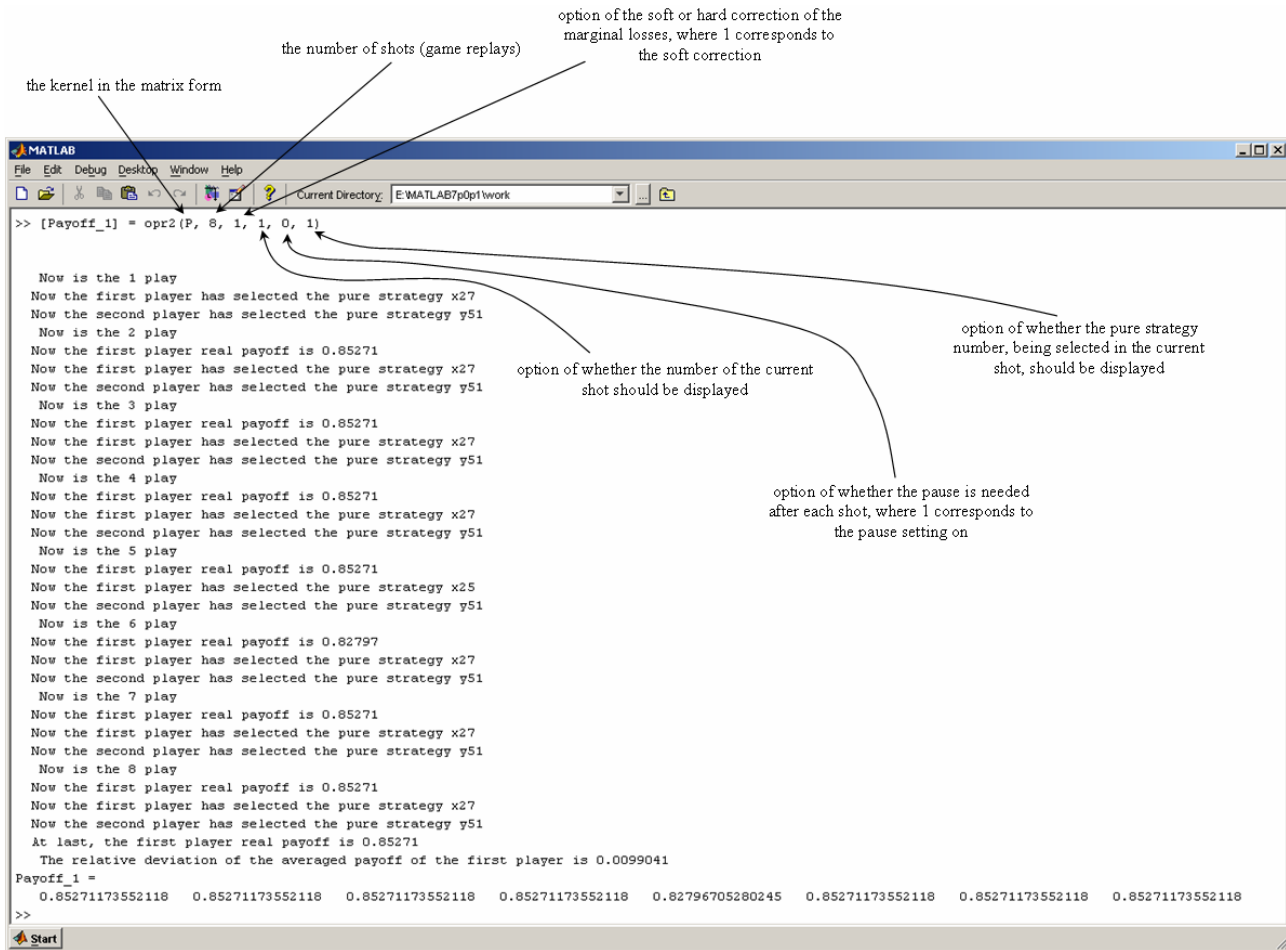 option of the soft or hard correction of the
marginal losses, where 1 corresponds to
the soft correction
the number of shots (game replays)
the kernel in the matrix form
MATLAB
File Edit Debug Desktop Window Help
Current Directory: E:\MATLAB7p0p1\work
>> [Payoff_1] = opr2(P, 8, 1, 1, 0, 1)
Now is the 1 play
Now the first player has selected the pure strategy x27
Now the second player has selected the pure strategy y51
Now is the 2 play
Now the first player real payoff is 0.85271
Now the first player has selected the pure strategy x27
Now the second player has selected the pure strategy y51
Now is the 3 play
Now the first player real payoff is 0.85271
Now the first player has selected the pure strategy x27
Now the second player has selected the pure strategy y51
Now is the 4 play
Now the first player real payoff is 0.85271
Now the first player has selected the pure strategy x27
Now the second player has selected the pure strategy y51
Now is the 5 play
Now the first player real payoff is 0.85271
Now the first player has selected the pure strategy x25
Now the second player has selected the pure strategy y51
Now is the 6 play
Now the first player real payoff is 0.82797
Now the first player has selected the pure strategy x27
Now the second player has selected the pure strategy y51
Now is the 7 play
Now the first player real payoff is 0.85271
Now the first player has selected the pure strategy x27
Now the second player has selected the pure strategy y51
Now is the 8 play
Now the first player real payoff is 0.85271
Now the first player has selected the pure strategy x27
Now the second player has selected the pure strategy y51
At last, the first player real payoff is 0.85271
The relative deviation of the averaged payoff of the first player is 0.0099041
Payoff_1 =
0.85271173552118 0.85271173552118 0.85271173552118 0.85271173552118 0.82796705280245 0.85271173552118 0.85271173552118 0.85271173552118
>>
option of whether the number of the current
shot should be displayed
option of whether the pure strategy
number, being selected in the current
shot, should be displayed
option of whether the pause is needed
after each shot, where 1 corresponds to
the pause setting on
Start